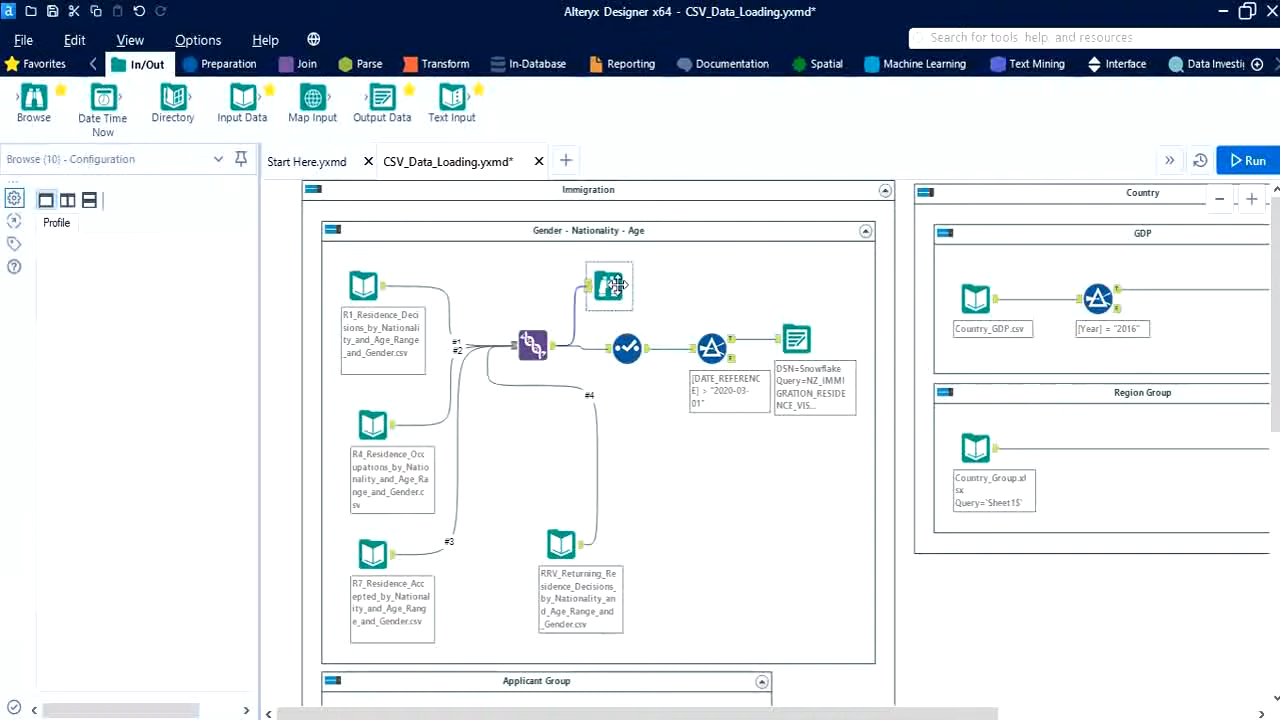 Alteryx Designer x64 - CSV_Data_Loading.yxmd*
File Edit View Options Help
Search for tools, help, and resources
Favorites In/Out Preparation Join Parse Transform In-Database Reporting Documentation Spatial Machine Learning Text Mining Interface Data Investi
Browse
Date Time
Now
Directory
Input Data
Map Input
Output Data
Text Input
Browse (10) - Configuration
Start Here.yxmd
CSV_Data_Loading.yxmd*
Run
Profile
Immigration
Gender - Nationality - Age
R1_Residence_Deci
sions_by_Nationali
ty_and_Age_Range
_and_Gender.csv
#1
#2
R4_Residence_Occ
upations_by_Natio
nality_and_Age_Ra
nge_and_Gender.c
sv
#3
R7_Residence_Acc
epted_by_National
ity_and_Age_Rang
e_and_Gender.csv
#4
RRV_Returning_Re
sidence_Decisions_
by_Nationality_an
d_Age_Range_and
_Gender.csv
T
F
[DATE_REFERENC
E] > "2020-03-
01"
DSN=Snowflake
Query=NZ_IMMI
GRATION_RESIDE
NCE_VIS...
Applicant Group
Country
GDP
Country_GDP.csv
T
F
[Year] = "2016"
Region Group
Country_Group.xl
sx
Query=`Sheet1$`